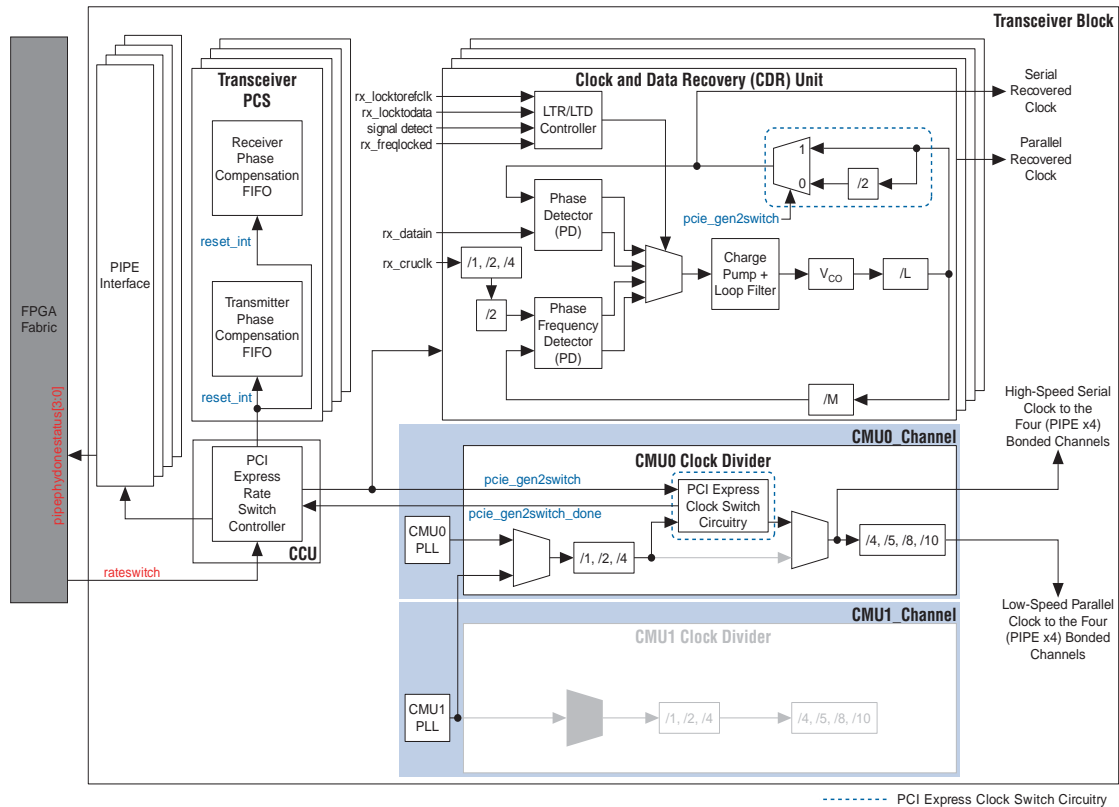 Transceiver Block
FPGA
Fabric
pipephydonestatus[3:0]
PIPE
Interface
Transceiver
PCS
Receiver
Phase
Compensation
FIFO
reset_int
Transmitter
Phase
Compensation
FIFO
reset_int
PCI
Express
Rate
Switch
Controller
CCU
rateswitch
Clock and Data Recovery (CDR) Unit
rx_locktorefclk
rx_locktodata
signal detect
rx_freqlocked
LTR/LTD
Controller
rx_datain
rx_cruclk
/1, /2, /4
/2
Phase
Detector
(PD)
Phase
Frequency
Detector
(PD)
Charge
Pump +
Loop Filter
VCO
/L
/M
1
0
/2
pcie_gen2switch
Serial
Recovered
Clock
Parallel
Recovered
Clock
CMU0_Channel
CMU0 Clock Divider
pcie_gen2switch
pcie_gen2switch_done
PCI Express
Clock Switch
Circuitry
CMU0
PLL
/1, /2, /4
/4, /5, /8, /10
High-Speed Serial
Clock to the
Four (PIPE x4)
Bonded Channels
Low-Speed Parallel
Clock to the Four
(PIPE x4) Bonded
Channels
CMU1_Channel
CMU1 Clock Divider
CMU1
PLL
/1, /2, /4
/4, /5, /8, /10
PCI Express Clock Switch Circuitry